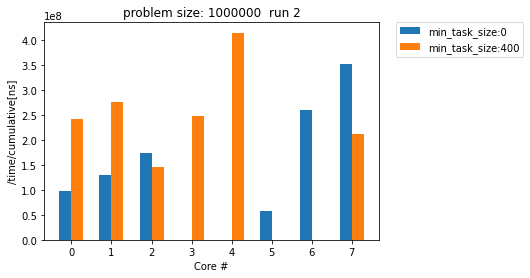 problem size: 1000000  run 2
1e8
min_task_size:0
min_task_size:400
4.0
3.5
3.0
2.5
2.0
1.5
1.0
0.5
0.0
/time/cumulative[ns]
0 1 2 3 4 5 6 7
Core #